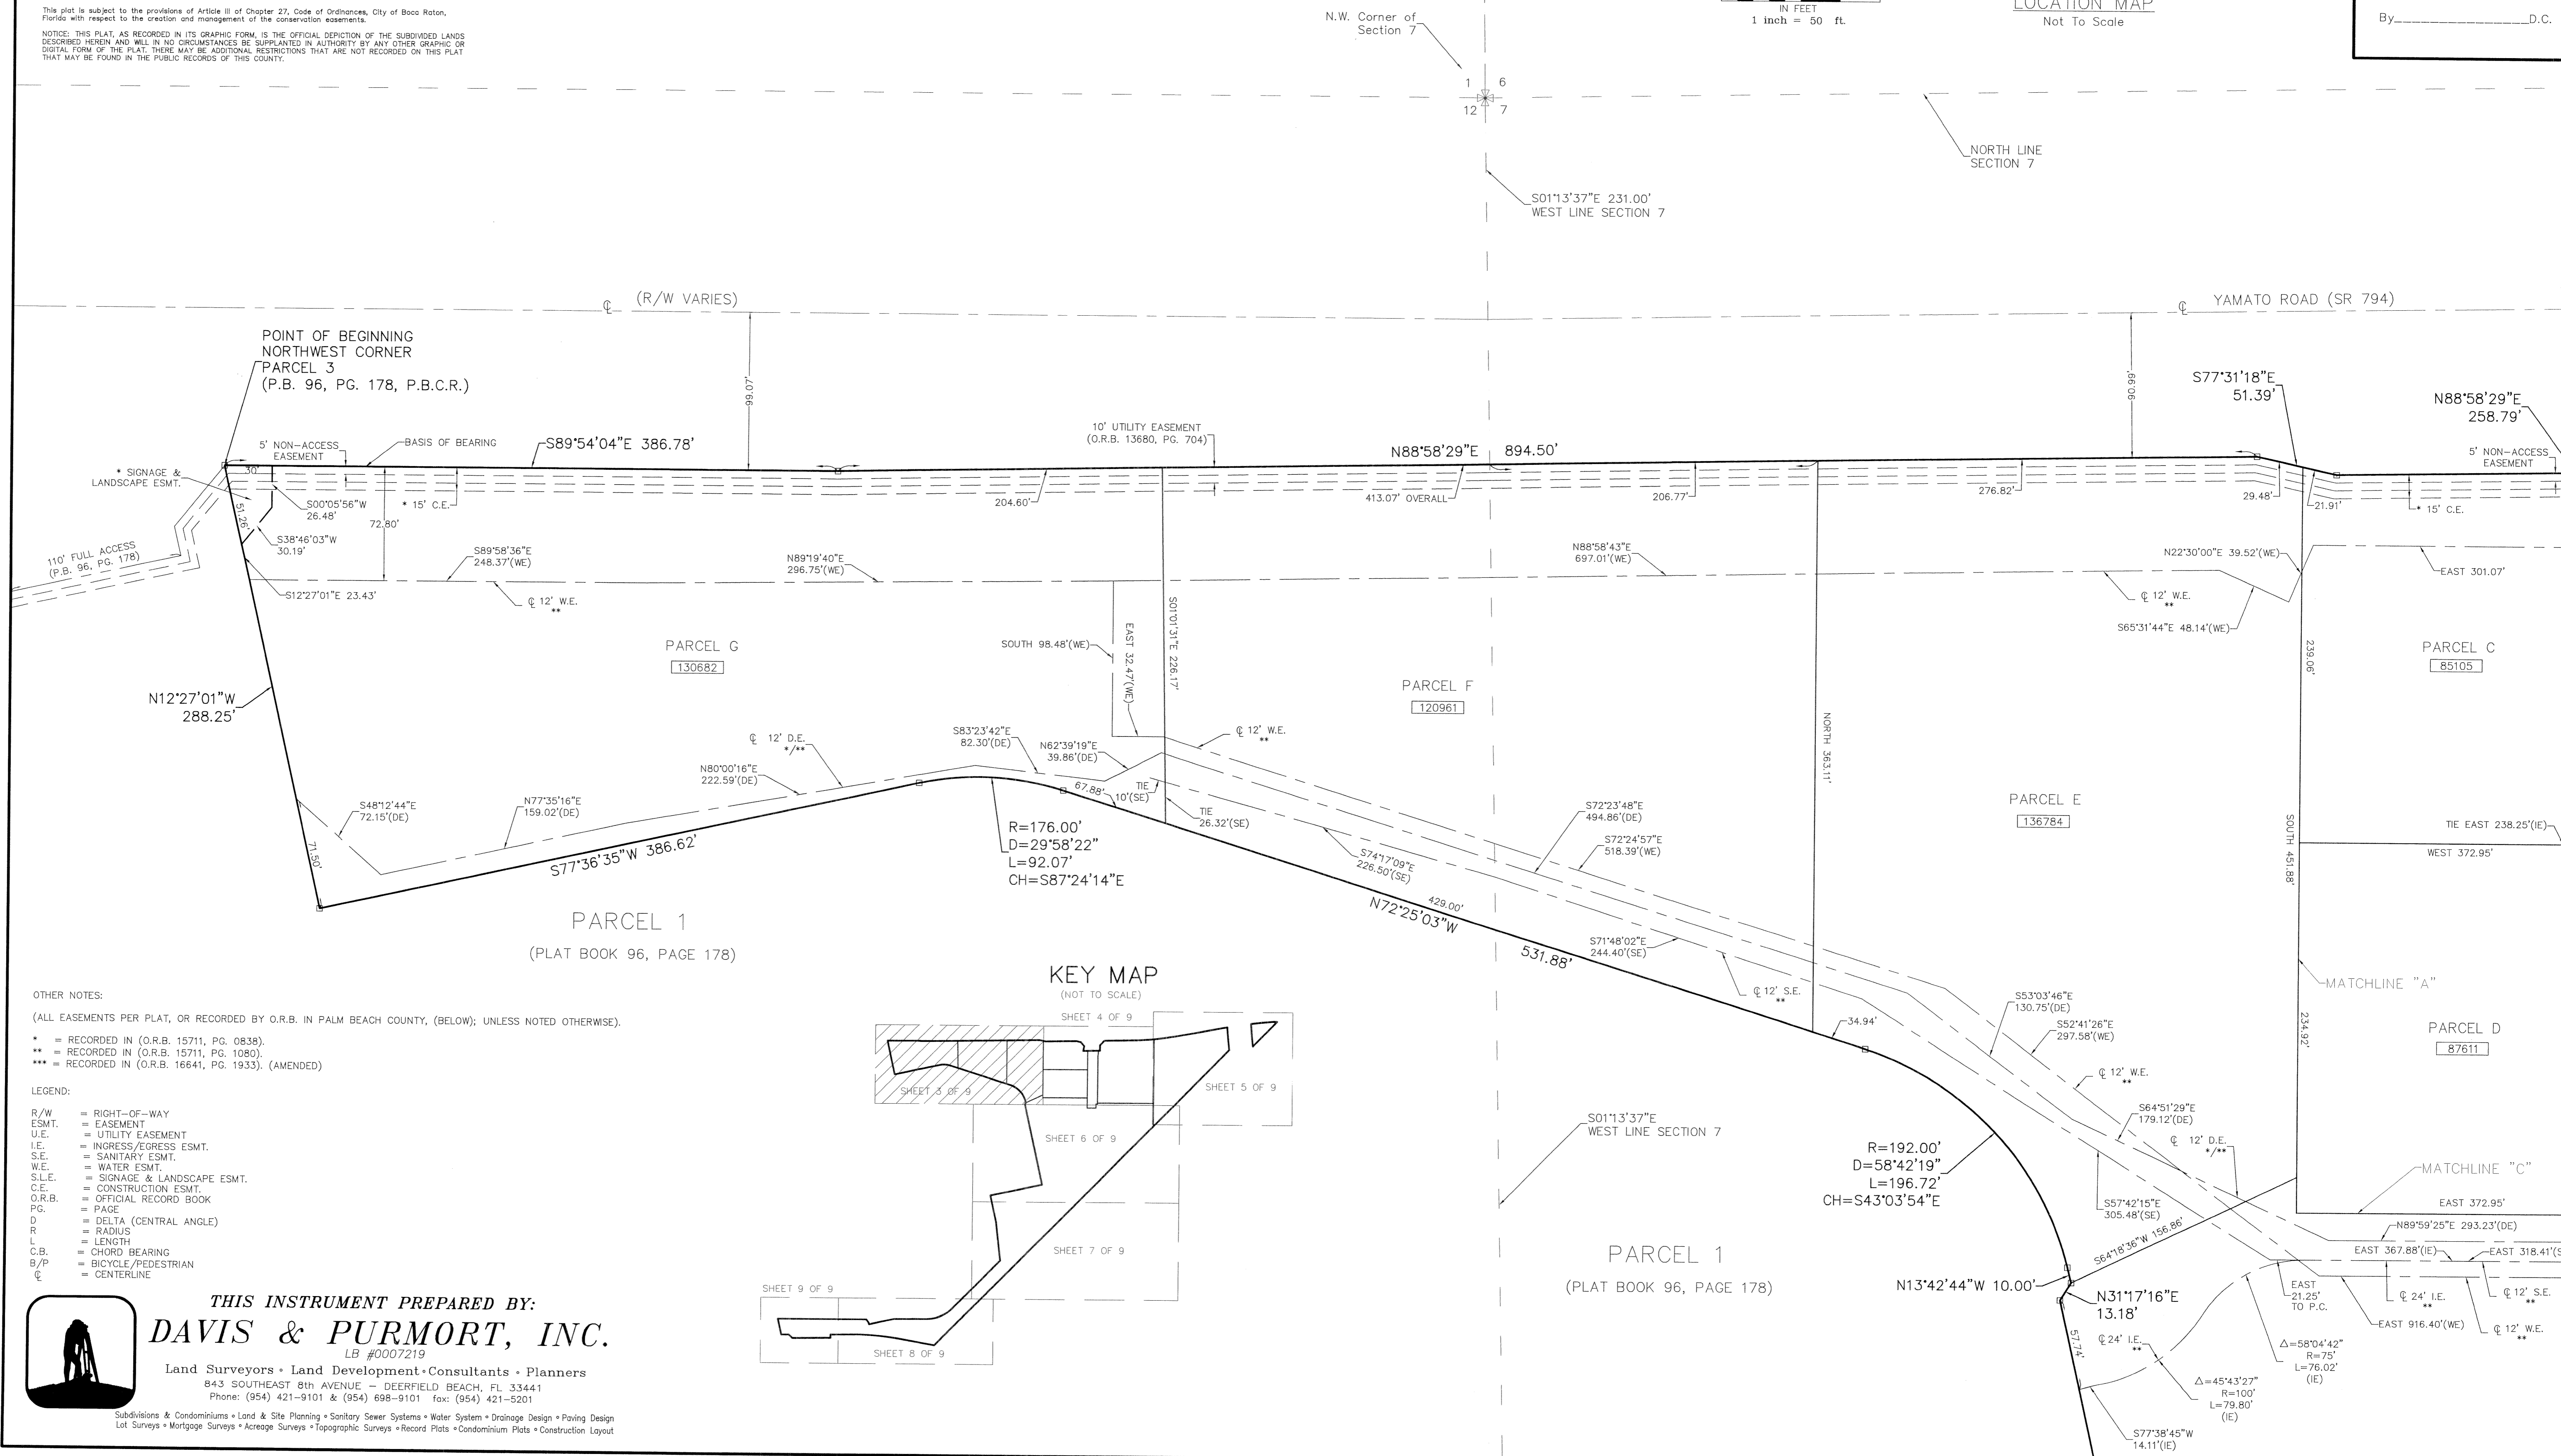 This plat is subject to the provisions of Article III of Chapter 27, Code of Ordinances, City of Boca Raton,
Florida with respect to the creation and management of the conservation easements.
NOTICE: THIS PLAT, AS RECORDED IN ITS GRAPHIC FORM, IS THE OFFICIAL DEPICTION OF THE SUBDIVIDED LANDS
DESCRIBED HEREIN AND WILL IN NO CIRCUMSTANCES BE SUPPLANTED IN AUTHORITY BY ANY OTHER GRAPHIC OR
DIGITAL FORM OF THE PLAT. THERE MAY BE ADDITIONAL RESTRICTIONS THAT ARE NOT RECORDED ON THIS PLAT
THAT MAY BE FOUND IN THE PUBLIC RECORDS OF THIS COUNTY.
N.W. Corner of
Section 7
IN FEET
1 inch = 50 ft.
LOCATION MAP
Not To Scale
By________________D.C.
1 6
12 7
NORTH LINE
SECTION 7
S01°13'37"E 231.00'
WEST LINE SECTION 7
℄ (R/W VARIES)
℄ YAMATO ROAD (SR 794)
POINT OF BEGINNING
NORTHWEST CORNER
PARCEL 3
(P.B. 96, PG. 178, P.B.C.R.)
99.07'
99.06'
S77°31'18"E
51.39'
N88°58'29"E
258.79'
5' NON-ACCESS
EASEMENT
BASIS OF BEARING
S89°54'04"E 386.78'
10' UTILITY EASEMENT
(O.R.B. 13680, PG. 704)
N88°58'29"E 894.50'
5' NON-ACCESS
EASEMENT
* SIGNAGE &
LANDSCAPE ESMT.
30'
51.26'
S00°05'56"W
26.48'
72.80'
* 15' C.E.
204.60'
413.07' OVERALL
206.77'
276.82'
29.48'
21.91'
* 15' C.E.
S38°46'03"W
30.19'
110' FULL ACCESS
(P.B. 96, PG. 178)
S89°58'36"E
248.37'(WE)
N89°19'40"E
296.75'(WE)
N88°58'43"E
697.01'(WE)
N22°30'00"E 39.52'(WE)
EAST 301.07'
S12°27'01"E 23.43'
℄ 12' W.E.
**
℄ 12' W.E.
**
S65°31'44"E 48.14'(WE)
PARCEL G
130682
SOUTH 98.48'(WE)
EAST 32.47'(WE)
S01°01'31"E 226.17'
PARCEL F
120961
239.06'
PARCEL C
85105
N12°27'01"W
288.25'
℄ 12' D.E.
*/**
S83°23'42"E
82.30'(DE)
N62°39'19"E
39.86'(DE)
℄ 12' W.E.
**
NORTH 363.11'
N80°00'16"E
222.59'(DE)
TIE
10'(SE)
67.88'
TIE
26.32'(SE)
PARCEL E
136784
S48°12'44"E
72.15'(DE)
N77°35'16"E
159.02'(DE)
S72°23'48"E
494.86'(DE)
TIE EAST 238.25'(IE)
71.50'
S77°36'35"W 386.62'
R=176.00'
D=29°58'22"
L=92.07'
CH=S87°24'14"E
S74°17'09"E
226.50'(SE)
S72°24'57"E
518.39'(WE)
SOUTH 451.88'
WEST 372.95'
PARCEL 1
(PLAT BOOK 96, PAGE 178)
429.00'
N72°25'03"W
531.88'
S71°48'02"E
244.40'(SE)
℄ 12' S.E.
**
MATCHLINE "A"
OTHER NOTES:
(ALL EASEMENTS PER PLAT, OR RECORDED BY O.R.B. IN PALM BEACH COUNTY, (BELOW); UNLESS NOTED OTHERWISE).
* = RECORDED IN (O.R.B. 15711, PG. 0838).
** = RECORDED IN (O.R.B. 15711, PG. 1080).
*** = RECORDED IN (O.R.B. 16641, PG. 1933). (AMENDED)
KEY MAP
(NOT TO SCALE)
SHEET 4 OF 9
SHEET 3 OF 9
SHEET 5 OF 9
SHEET 6 OF 9
SHEET 7 OF 9
SHEET 9 OF 9
SHEET 8 OF 9
34.94'
S53°03'46"E
130.75'(DE)
S52°41'26"E
297.58'(WE)
234.92'
PARCEL D
87611
℄ 12' W.E.
**
LEGEND:
R/W = RIGHT-OF-WAY
ESMT. = EASEMENT
U.E. = UTILITY EASEMENT
I.E. = INGRESS/EGRESS ESMT.
S.E. = SANITARY ESMT.
W.E. = WATER ESMT.
S.L.E. = SIGNAGE & LANDSCAPE ESMT.
C.E. = CONSTRUCTION ESMT.
O.R.B. = OFFICIAL RECORD BOOK
PG. = PAGE
D = DELTA (CENTRAL ANGLE)
R = RADIUS
L = LENGTH
C.B. = CHORD BEARING
B/P = BICYCLE/PEDESTRIAN
℄ = CENTERLINE
S01°13'37"E
WEST LINE SECTION 7
S64°51'29"E
179.12'(DE)
R=192.00'
D=58°42'19"
L=196.72'
CH=S43°03'54"E
℄ 12' D.E.
*/**
MATCHLINE "C"
S57°42'15"E
305.48'(SE)
EAST 372.95'
N89°59'25"E 293.23'(DE)
S64°18'36"W 156.86'
EAST 367.88'(IE)
EAST 318.41'(S
PARCEL 1
(PLAT BOOK 96, PAGE 178)
N13°42'44"W 10.00'
N31°17'16"E
13.18'
EAST
21.25'
TO P.C.
℄ 24' I.E.
**
℄ 12' S.E.
**
EAST 916.40'(WE)
℄ 12' W.E.
**
57.74'
℄ 24' I.E.
**
△=58°04'42"
R=75'
L=76.02'
(IE)
△=45°43'27"
R=100'
L=79.80'
(IE)
S77°38'45"W
14.11'(IE)
THIS INSTRUMENT PREPARED BY:
DAVIS & PURMORT, INC.
LB #0007219
Land Surveyors ∘ Land Development ∘ Consultants ∘ Planners
843 SOUTHEAST 8th AVENUE – DEERFIELD BEACH, FL 33441
Phone: (954) 421-9101 & (954) 698-9101 fax: (954) 421-5201
Subdivisions & Condominiums ∘ Land & Site Planning ∘ Sanitary Sewer Systems ∘ Water System ∘ Drainage Design ∘ Paving Design
Lot Surveys ∘ Mortgage Surveys ∘ Acreage Surveys ∘ Topographic Surveys ∘ Record Plats ∘ Condominium Plats ∘ Construction Layout